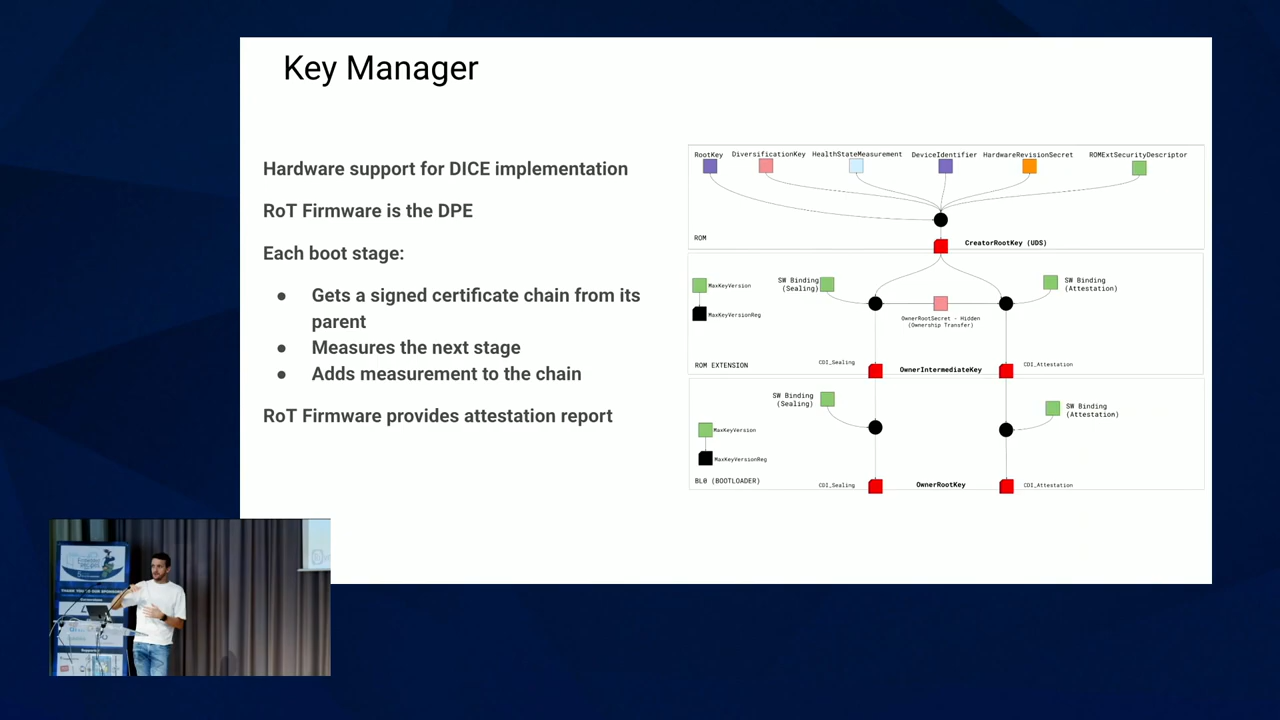 Key Manager
Hardware support for DICE implementation
RoT Firmware is the DPE
Each boot stage:
● Gets a signed certificate chain from its
parent
● Measures the next stage
● Adds measurement to the chain
RoT Firmware provides attestation report
RootKey
DiversificationKey
HealthStateMeasurement
DeviceIdentifier
HardwareRevisionSecret
ROMExtSecurityDescriptor
ROM
CreatorRootKey (UDS)
MaxKeyVersion
MaxKeyVersionReg
SW Binding
(Sealing)
SW Binding
(Attestation)
OwnerRootSecret - Hidden
(Ownership Transfer)
ROM EXTENSION
CDI_Sealing
OwnerIntermediateKey
CDI_Attestation
SW Binding
(Sealing)
SW Binding
(Attestation)
MaxKeyVersion
MaxKeyVersionReg
BL0 (BOOTLOADER)
CDI_Sealing
OwnerRootKey
CDI_Attestation